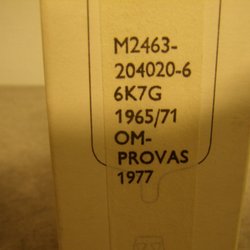 M2463-
204020-6
6K7G
1965/71
OM-
PROVAS
1977